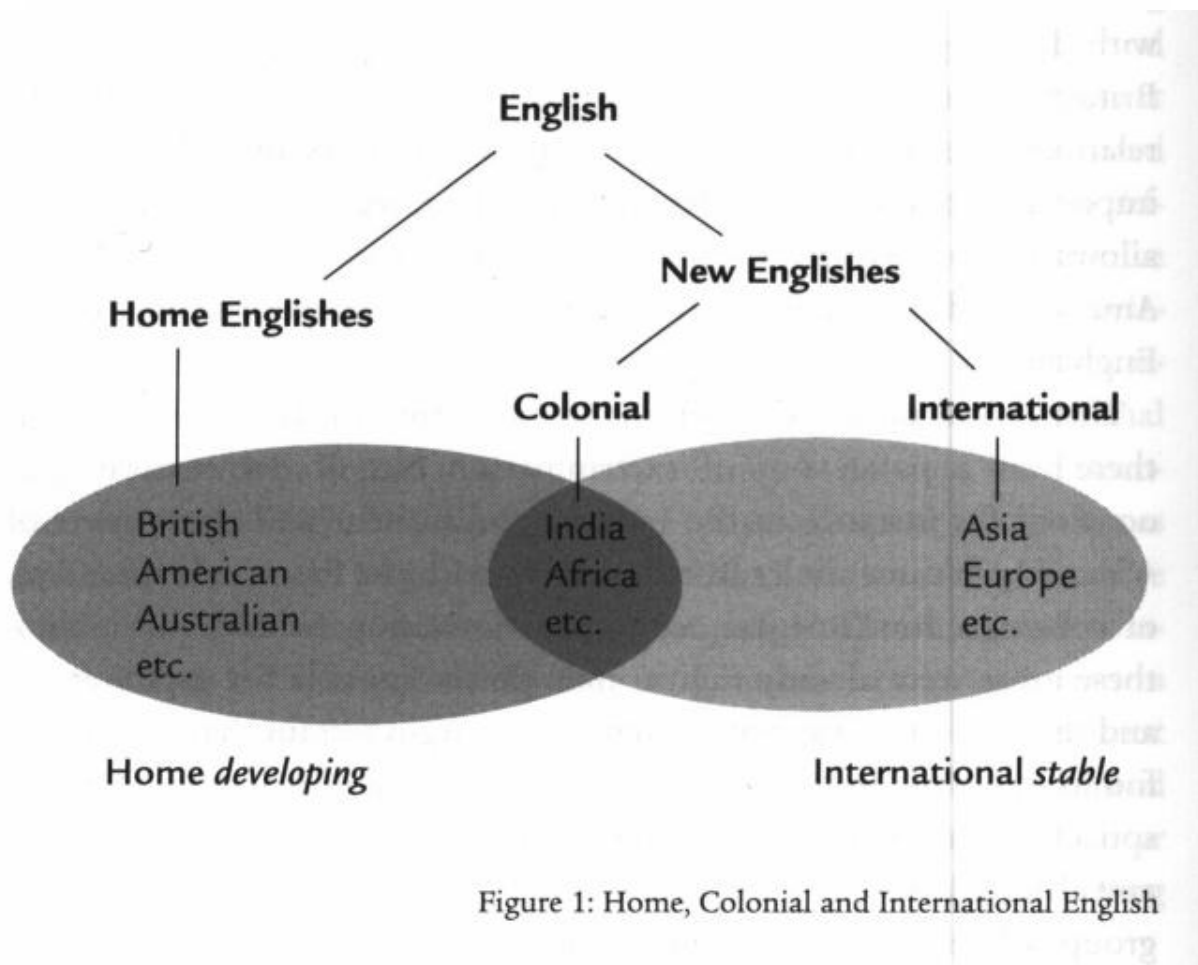 English
New Englishes
Home Englishes
Colonial
International
British
American
Australian
etc.
India
Africa
etc.
Asia
Europe
etc.
Home developing
International stable
Figure 1: Home, Colonial and International English